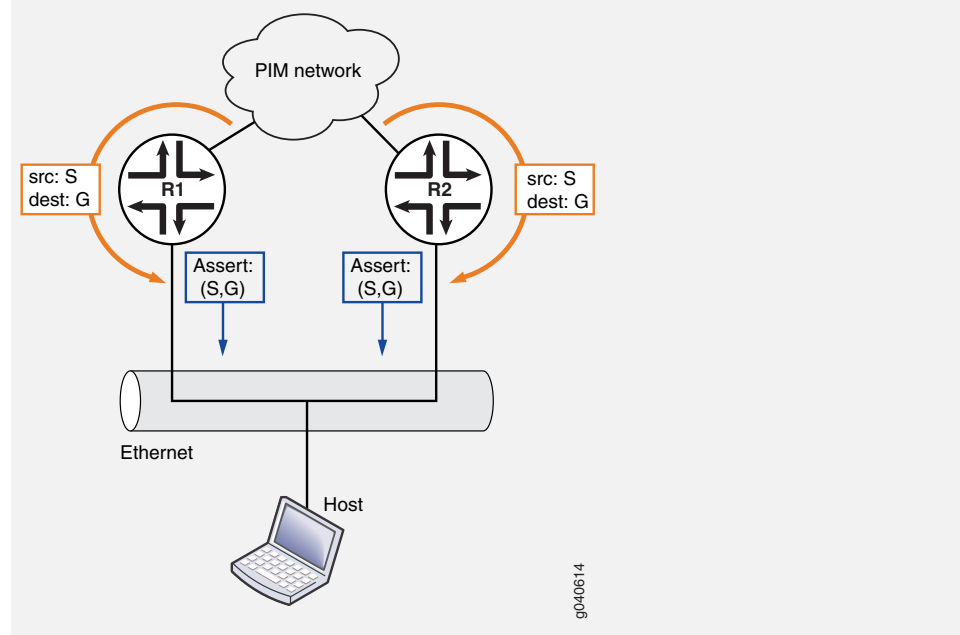 PIM network
src: S
dest: G
R1
R2
src: S
dest: G
Assert:
(S,G)
Assert:
(S,G)
Ethernet
Host
g040614